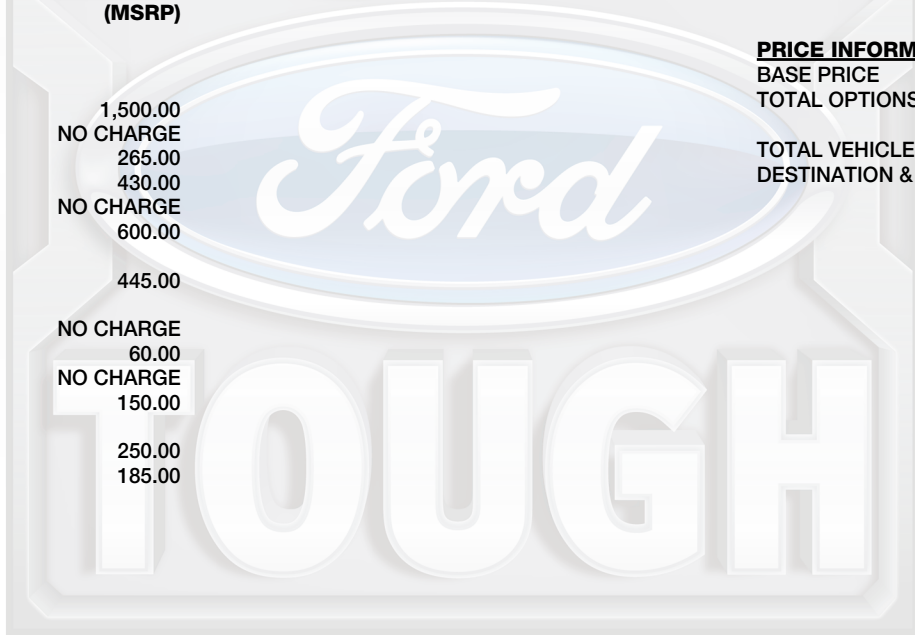 (MSRP)
1,500.00
NO CHARGE
265.00
430.00
NO CHARGE
600.00
445.00
NO CHARGE
60.00
NO CHARGE
150.00
250.00
185.00
PRICE INFORM
BASE PRICE
TOTAL OPTIONS
TOTAL VEHICLE
DESTINATION &
Ford
TOUGH